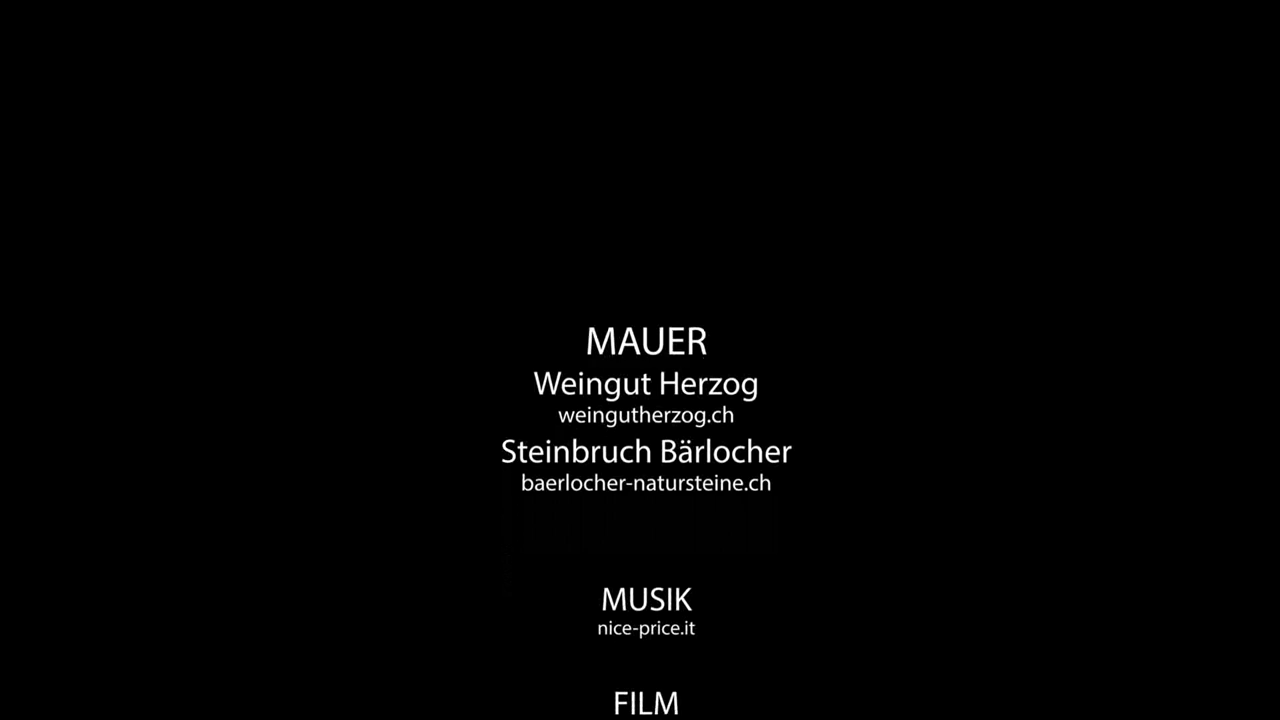 MAUER
Weingut Herzog
weingutherzog.ch
Steinbruch Bärlocher
baerlocher-natursteine.ch
MUSIK
nice-price.it
FILM